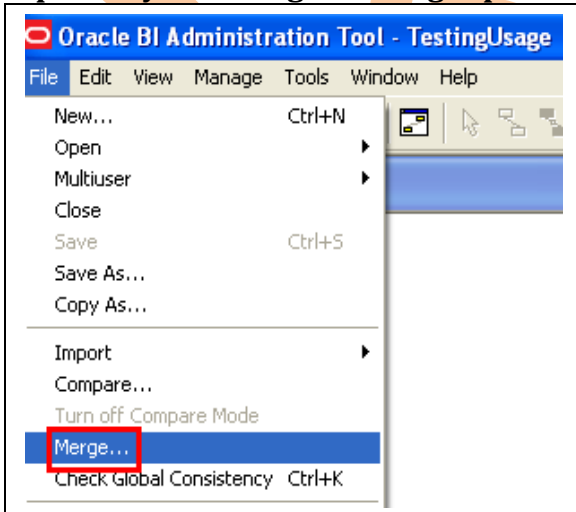 Oracle BI Administration Tool - TestingUsage
File Edit View Manage Tools Window Help
New... Ctrl+N
Open
Multiuser
Close
Save Ctrl+S
Save As...
Copy As...
Import
Compare...
Turn off Compare Mode
Merge...
Check Global Consistency Ctrl+K